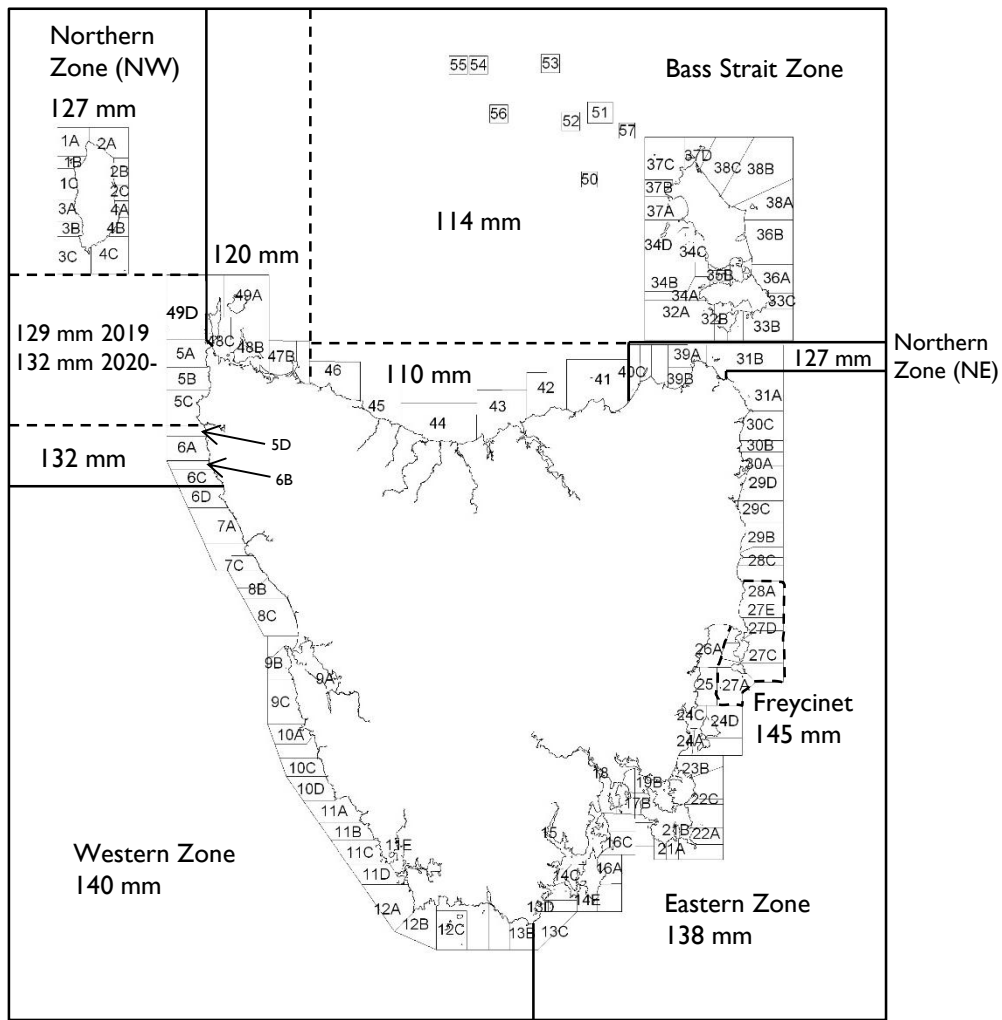 Northern
Zone (NW)
127 mm
Bass Strait Zone
55 54
53
56
52
51
57
50
1A
2A
1B
2B
1C
2C
3A
4A
3B
4B
3C
4C
37C
37D
38C
38B
37B
37A
38A
34D
34C
36B
34B
35B
36A
34A
33C
32A
32B
33B
114 mm
120 mm
49A
49D
48C
48B
47B
129 mm 2019
132 mm 2020-
5A
5B
5C
5D
132 mm
6A
6B
6C
6D
46
110 mm
45
44
43
42
41
40C
39A
39B
31B
127 mm
Northern
Zone (NE)
31A
30C
30B
30A
29D
29C
29B
28C
28A
27E
27D
27C
26A
25
27A
Freycinet
145 mm
24C
24D
24A
7A
7C
8B
8C
9B
9A
9C
10A
10C
10D
11A
11B
11C
11E
11D
Western Zone
140 mm
12A
12B
12C
13B
13C
13D
14E
14C
15
16A
16C
18
17B
19B
23B
22C
21B
22A
21A
Eastern Zone
138 mm